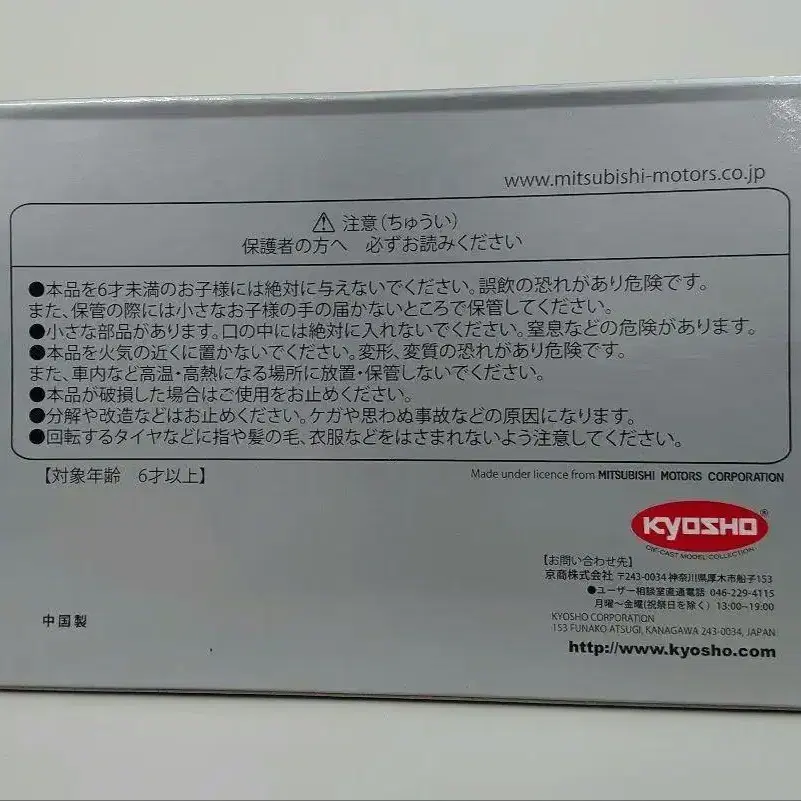 www.mitsubishi-motors.co.jp
⚠ 注意(ちゅうい)
保護者の方へ 必ずお読みください
●本品を6才未満のお子様には絶対に与えないでください。誤飲の恐れがあり危険です。
また、保管の際には小さなお子様の手の届かないところで保管してください。
●小さな部品があります。口の中には絶対に入れないでください。窒息などの危険があります。
●本品を火気の近くに置かないでください。変形、変質の恐れがあり危険です。
また、車内など高温・高熱になる場所に放置・保管しないでください。
●本品が破損した場合はご使用をお止めください。
●分解や改造などはお止めください。ケガや思わぬ事故などの原因になります。
●回転するタイヤなどに指や髪の毛、衣服などをはさまれないよう注意してください。
【対象年齢 6才以上】
Made under licence from MITSUBISHI MOTORS CORPORATION
KYOSHO®
DIE-CAST MODEL COLLECTION
【お問い合わせ先】
京商株式会社 〒243-0034 神奈川県厚木市船子153
●ユーザー相談室直通電話 046-229-4115
月曜～金曜(祝祭日を除く) 13:00~19:00
KYOSHO CORPORATION
153 FUNAKO ATSUGI, KANAGAWA 243-0034, JAPAN
http://www.kyosho.com
中国製